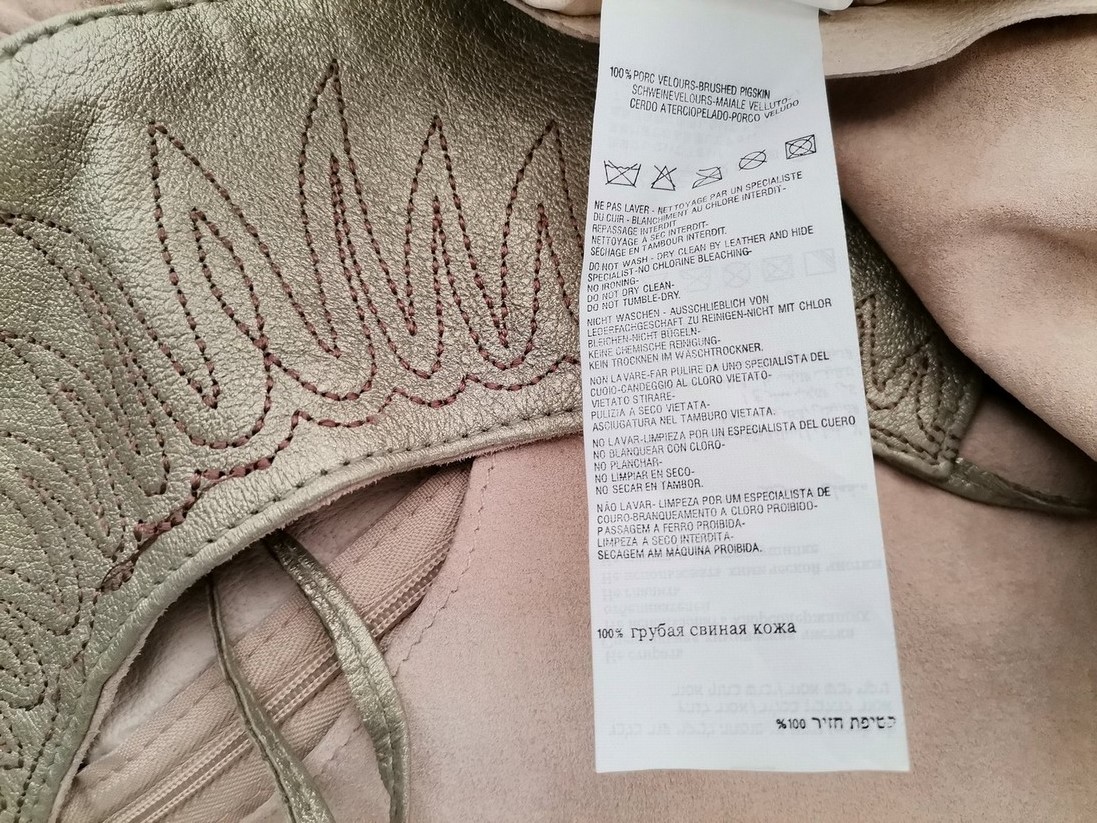 100% PORC VELOURS-BRUSHED PIGSKIN
SCHWEINEVELOURS-MAIALE VELLUTO-
CERDO ATERCIOPELADO-PORCO VELUDO
NE PAS LAVER - NETTOYAGE PAR UN SPECIALISTE
DU CUIR - BLANCHIMENT AU CHLORE INTERDIT-
REPASSAGE INTERDIT
NETTOYAGE A SEC INTERDIT-
SECHAGE EN TAMBOUR INTERDIT.
DO NOT WASH - DRY CLEAN BY LEATHER AND HIDE
SPECIALIST-NO CHLORINE BLEACHING-
NO IRONING-
DO NOT DRY CLEAN-
DO NOT TUMBLE-DRY.
NICHT WASCHEN - AUSSCHLIEBLICH VON
LEDERFACHGESCHAFT ZU REINIGEN-NICHT MIT CHLOR
BLEICHEN-NICHT BÜGELN-
KEINE CHEMISCHE REINIGUNG-
KEIN TROCKNEN IM WÄSCHTROCKNER.
NON LAVARE-FAR PULIRE DA UNO SPECIALISTA DEL
CUOIO-CANDEGGIO AL CLORO VIETATO-
VIETATO STIRARE-
PULIZIA A SECO VIETATA-
ASCIUGATURA NEL TAMBURO VIETATA.
NO LAVAR-LIMPIEZA POR UN ESPECIALISTA DEL CUERO
NO BLANQUEAR CON CLORO-
NO PLANCHAR-
NO LIMPIAR EN SECO-
NO SECAR EN TAMBOR.
NÃO LAVAR- LIMPEZA POR UM ESPECIALISTA DE
COURO-BRANQUEAMENTO A CLORO PROIBIDO-
PASSAGEM A FERRO PROIBIDA-
LIMPEZA A SECO INTERDITA-
SECAGEM AM MAQUINA PROIBIDA.
100% грубая свиная кожа
קטיפת חזיר 100%